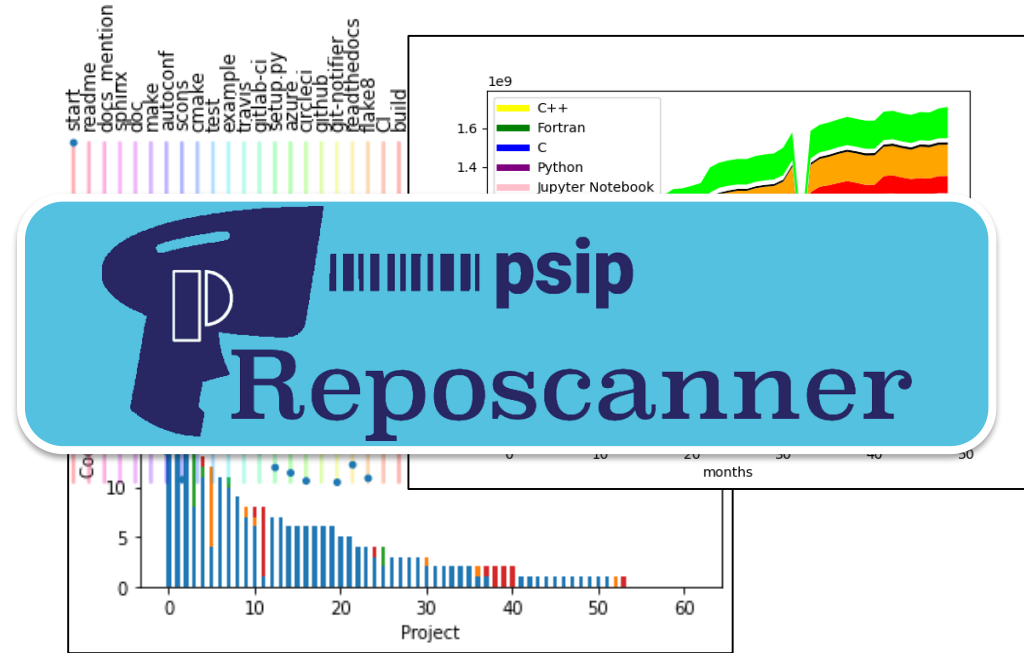 start
readme
docs_mention
sphinx
doc
make
autoconf
scons
cmake
test
example
travis
gitlab-ci
setup.py
azure
circleci
github
git-notifier
readthedocs
flake8
CI
build
1e9
C++
Fortran
C
Python
Jupyter Notebook
1.6
1.4
psip
Reposcanner
0 10 20 30 40 50
months
10
5
0
0 10 20 30 40 50 60
Project